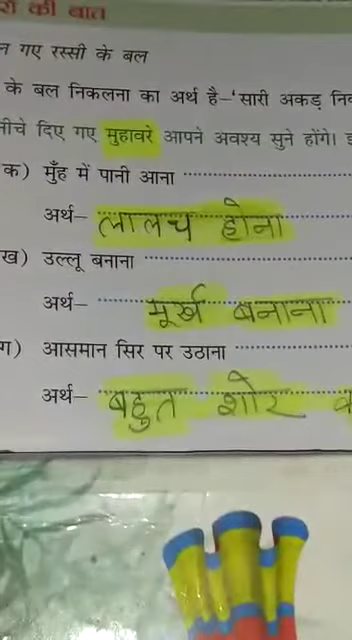 की बात
गए रस्सी के बल
के बल निकलना का अर्थ है–'सारी अकड़
नीचे दिए गए मुहावरे आपने अवश्य सुने होंगे।
क) मुँह में पानी आना
अर्थ– लालच होना
ख) उल्लू बनाना
अर्थ– मूर्ख बनाना
ग) आसमान सिर पर उठाना
अर्थ– बहुत शोर